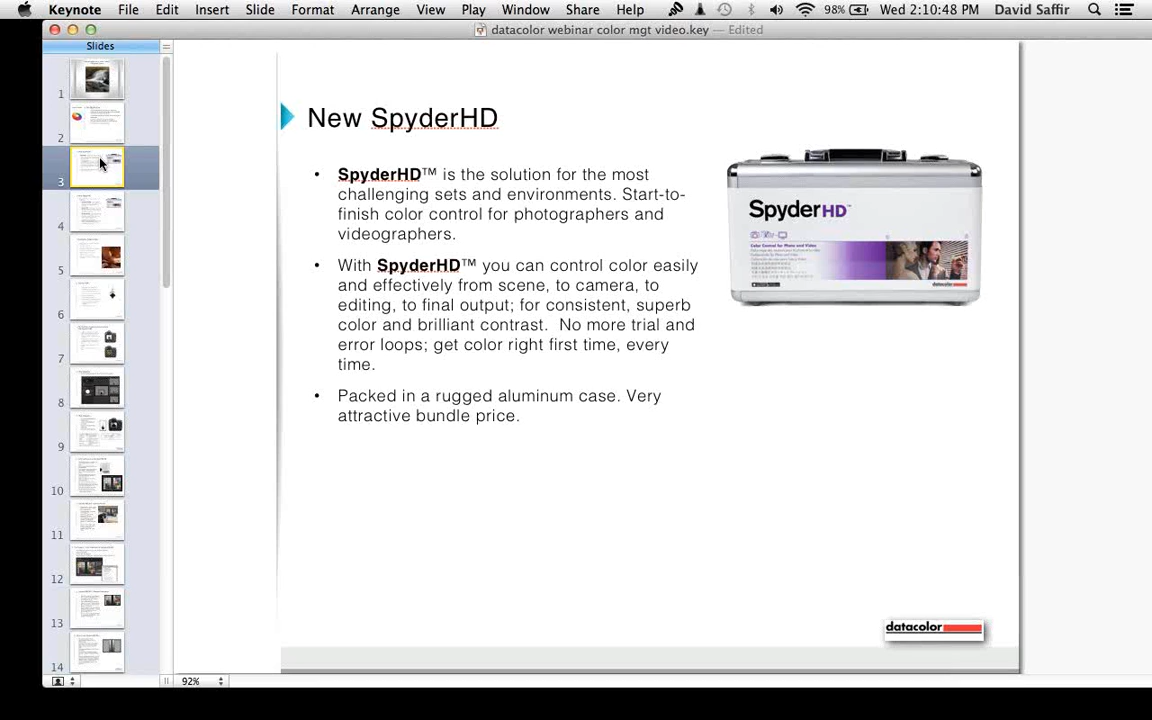 Keynote File Edit Insert Slide Format Arrange View Play Window Share Help 98% Wed 2:10:48 PM David Saffir
datacolor webinar color mgt video.key — Edited
Slides
1
2
3
4
5
6
7
8
9
10
11
12
13
14
New SpyderHD
• SpyderHD™ is the solution for the most
challenging sets and environments. Start-to-
finish color control for photographers and
videographers.
• With SpyderHD™ you can control color easily
and effectively from scene, to camera, to
editing, to final output; for consistent, superb
color and brilliant contrast.  No more trial and
error loops; get color right first time, every
time.
• Packed in a rugged aluminum case. Very
attractive bundle price.
SpyderHD™
Color Control for Photo and Video
datacolor
datacolor
92%